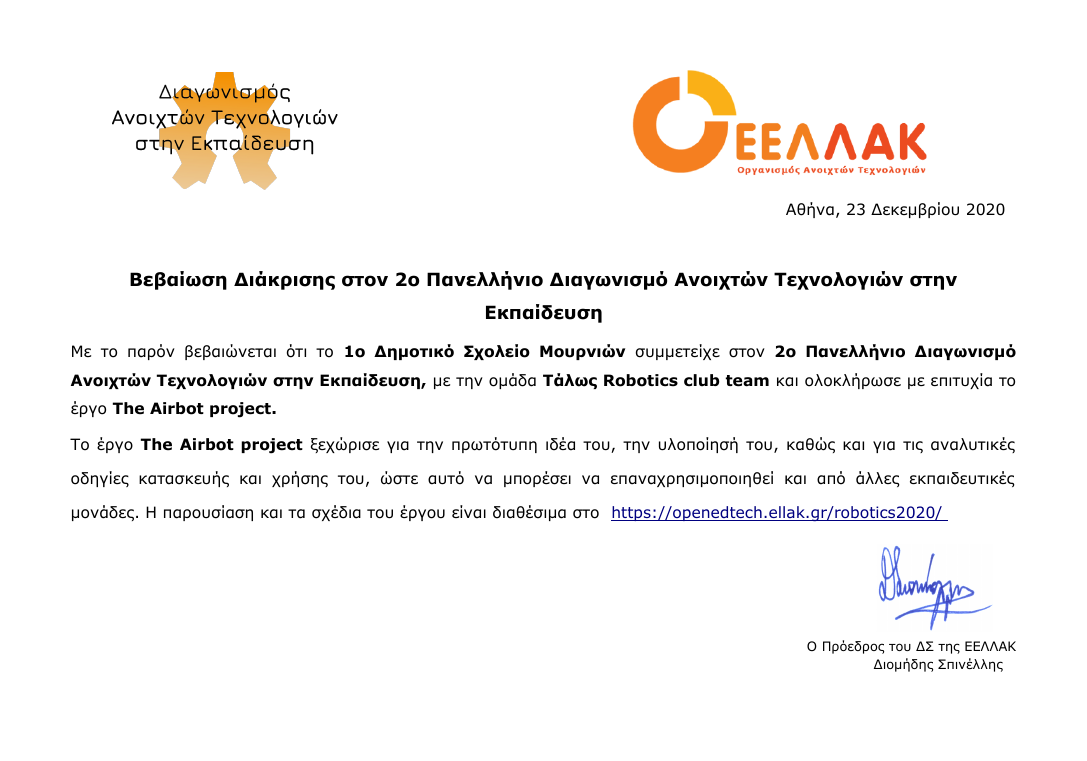 Διαγωνισμός
Ανοιχτών Τεχνολογιών
στην Εκπαίδευση
ΕΕΛΛΑΚ
Οργανισμός Ανοιχτών Τεχνολογιών
Αθήνα, 23 Δεκεμβρίου 2020
Βεβαίωση Διάκρισης στον 2ο Πανελλήνιο Διαγωνισμό Ανοιχτών Τεχνολογιών στην
Εκπαίδευση
Με το παρόν βεβαιώνεται ότι το 1ο Δημοτικό Σχολείο Μουρνιών συμμετείχε στον 2ο Πανελλήνιο Διαγωνισμό
Ανοιχτών Τεχνολογιών στην Εκπαίδευση, με την ομάδα Τάλως Robotics club team και ολοκλήρωσε με επιτυχία το
έργο The Airbot project.
Το έργο The Airbot project ξεχώρισε για την πρωτότυπη ιδέα του, την υλοποίησή του, καθώς και για τις αναλυτικές
οδηγίες κατασκευής και χρήσης του, ώστε αυτό να μπορέσει να επαναχρησιμοποιηθεί και από άλλες εκπαιδευτικές
μονάδες. Η παρουσίαση και τα σχέδια του έργου είναι διαθέσιμα στο https://openedtech.ellak.gr/robotics2020/
Ο Πρόεδρος του ΔΣ της ΕΕΛΛΑΚ
Διομήδης Σπινέλλης